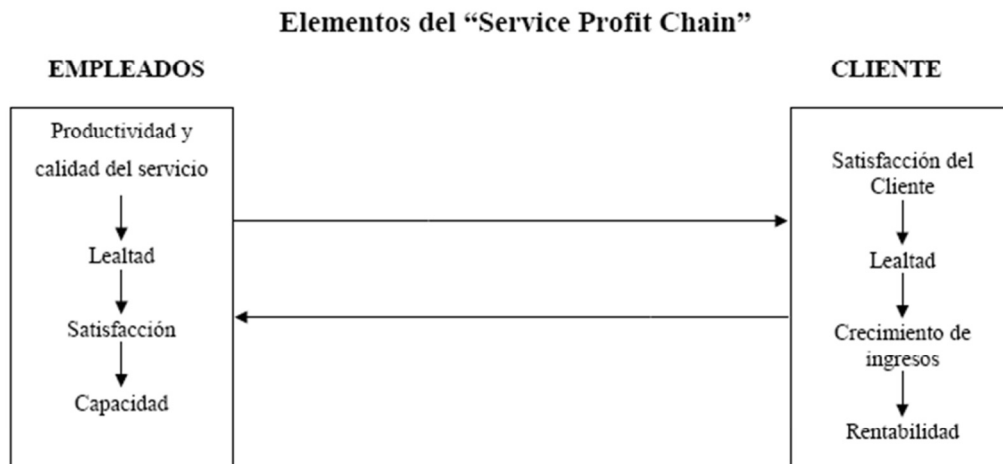 Elementos del “Service Profit Chain”
EMPLEADOS
Productividad y
calidad del servicio
Lealtad
Satisfacción
Capacidad
CLIENTE
Satisfacción del
Cliente
Lealtad
Crecimiento de
ingresos
Rentabilidad